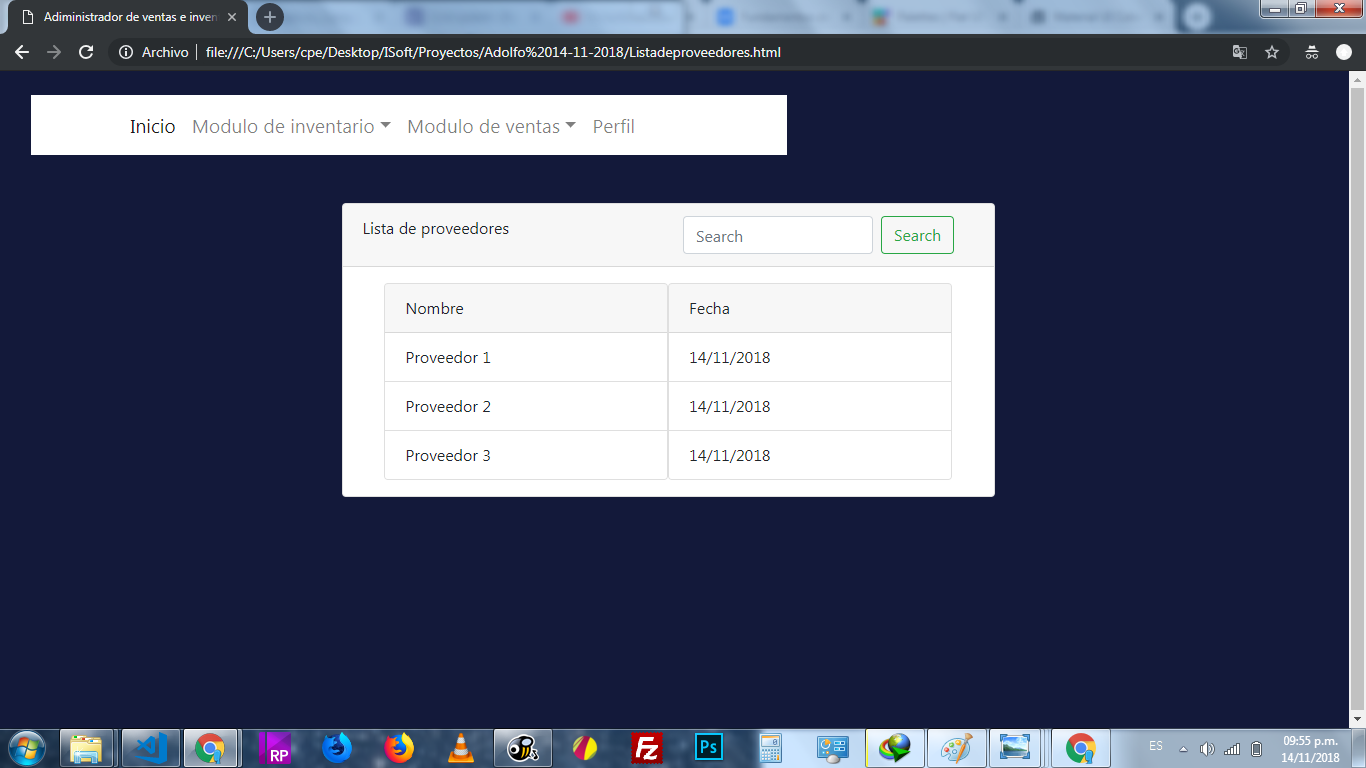 Adiministrador de ventas e inven
Archivo
file:///C:/Users/cpe/Desktop/ISoft/Proyectos/Adolfo%2014-11-2018/Listadeproveedores.html
Inicio Modulo de inventario Modulo de ventas Perfil
Lista de proveedores Search Search
Nombre Fecha
Proveedor 1 14/11/2018
Proveedor 2 14/11/2018
Proveedor 3 14/11/2018
RP
Fz
Ps
ES
09:55 p.m.
14/11/2018